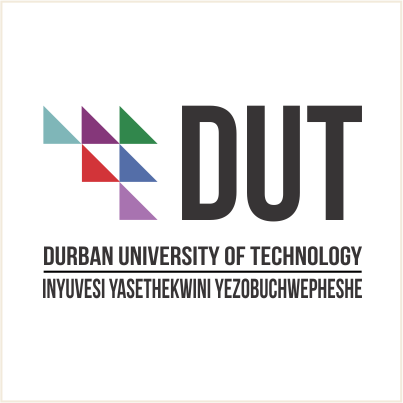 DUT
DURBAN UNIVERSITY OF TECHNOLOGY
INYUVESI YASETHEKWINI YEZOBUCHWEPHESHE